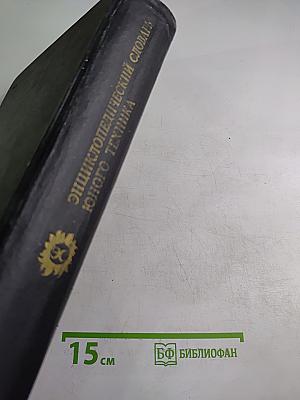 ЭНЦИКЛОПЕДИЧЕСКИЙ СЛОВАРЬ
ЮНОГО ТЕХНИКА
15 см
БФ БИБЛИОФАН